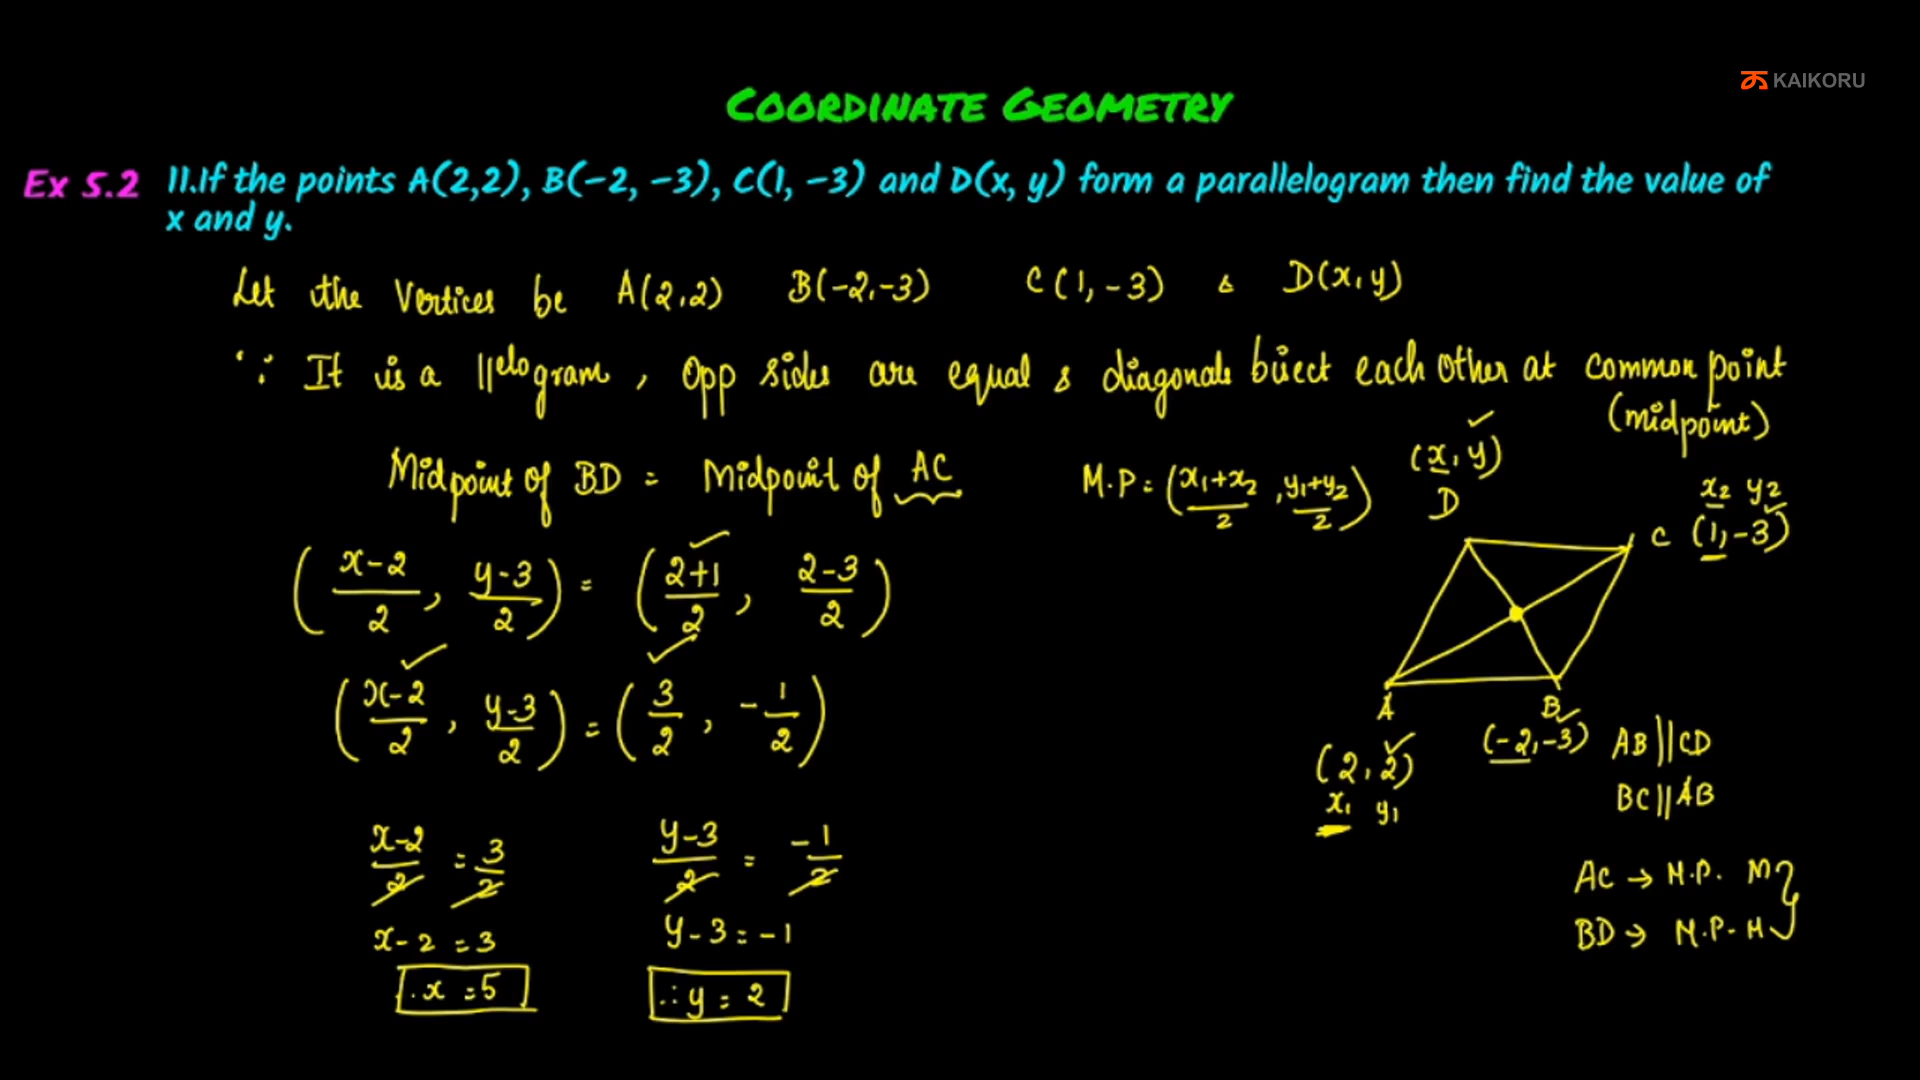 KAIKORU
COORDINATE GEOMETRY
Ex 5.2 11.If the points A(2,2), B(-2, -3), C(1, -3) and D(x, y) form a parallelogram then find the value of
x and y.
Let the Vertices be A(2,2) B(-2,-3) C(1,-3) & D(x,y)
∵ It is a ||elogram, Opp sides are equal & diagonals bisect each other at common point
(midpoint)
Midpoint of BD = Midpoint of AC
M.P = (x₁+x₂/2, y₁+y₂/2)
(x-2/2, y-3/2) = (2+1/2, 2-3/2)
(x-2/2, y-3/2) = (3/2, -1/2)
x-2/2 = 3/2 y-3/2 = -1/2
x-2 = 3 y-3 = -1
∴x = 5 ∴y = 2
(x, y)
D
x₂ y₂
C (1,-3)
A B
(2,2) (-2,-3)
x₁ y₁
AB||CD
BC||AB
AC → M.P. M
BD → M.P. M